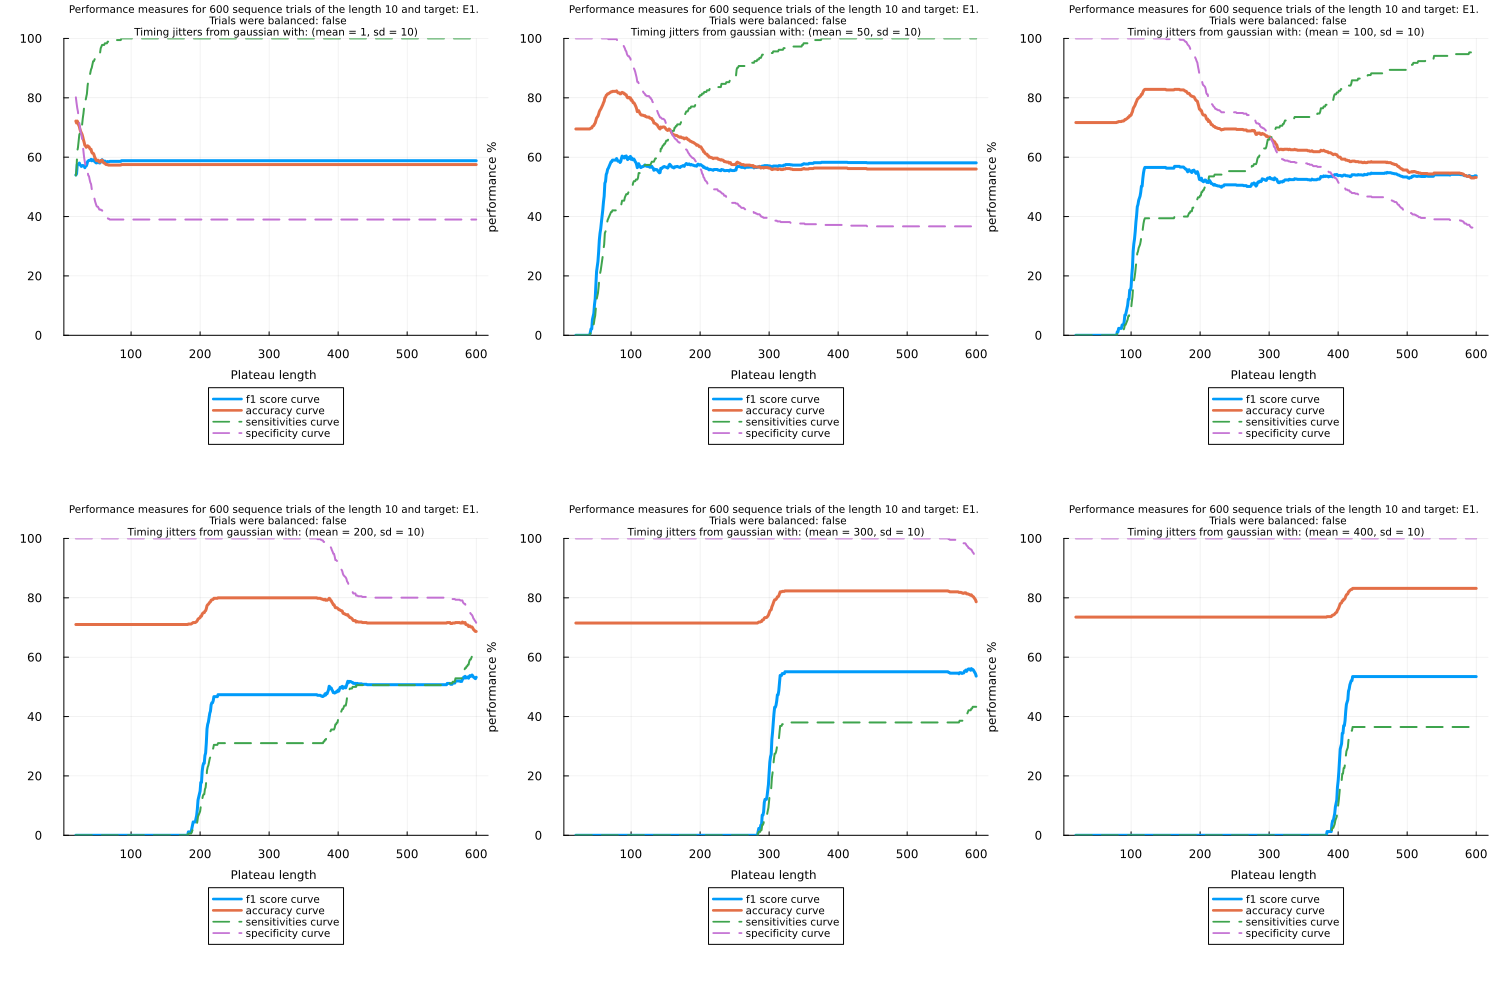 Performance measures for 600 sequence trials of the length 10 and target: E1.
Trials were balanced: false
Timing jitters from gaussian with: (mean = 1, sd = 10)
100
80
60
40
20
0
100 200 300 400 500 600
Plateau length
f1 score curve
accuracy curve
sensitivities curve
specificity curve
Performance measures for 600 sequence trials of the length 10 and target: E1.
Trials were balanced: false
Timing jitters from gaussian with: (mean = 50, sd = 10)
performance %
100
80
60
40
20
0
100 200 300 400 500 600
Plateau length
f1 score curve
accuracy curve
sensitivities curve
specificity curve
Performance measures for 600 sequence trials of the length 10 and target: E1.
Trials were balanced: false
Timing jitters from gaussian with: (mean = 100, sd = 10)
performance %
100
80
60
40
20
0
100 200 300 400 500 600
Plateau length
f1 score curve
accuracy curve
sensitivities curve
specificity curve
Performance measures for 600 sequence trials of the length 10 and target: E1.
Trials were balanced: false
Timing jitters from gaussian with: (mean = 200, sd = 10)
100
80
60
40
20
0
100 200 300 400 500 600
Plateau length
f1 score curve
accuracy curve
sensitivities curve
specificity curve
Performance measures for 600 sequence trials of the length 10 and target: E1.
Trials were balanced: false
Timing jitters from gaussian with: (mean = 300, sd = 10)
performance %
100
80
60
40
20
0
100 200 300 400 500 600
Plateau length
f1 score curve
accuracy curve
sensitivities curve
specificity curve
Performance measures for 600 sequence trials of the length 10 and target: E1.
Trials were balanced: false
Timing jitters from gaussian with: (mean = 400, sd = 10)
performance %
100
80
60
40
20
0
100 200 300 400 500 600
Plateau length
f1 score curve
accuracy curve
sensitivities curve
specificity curve